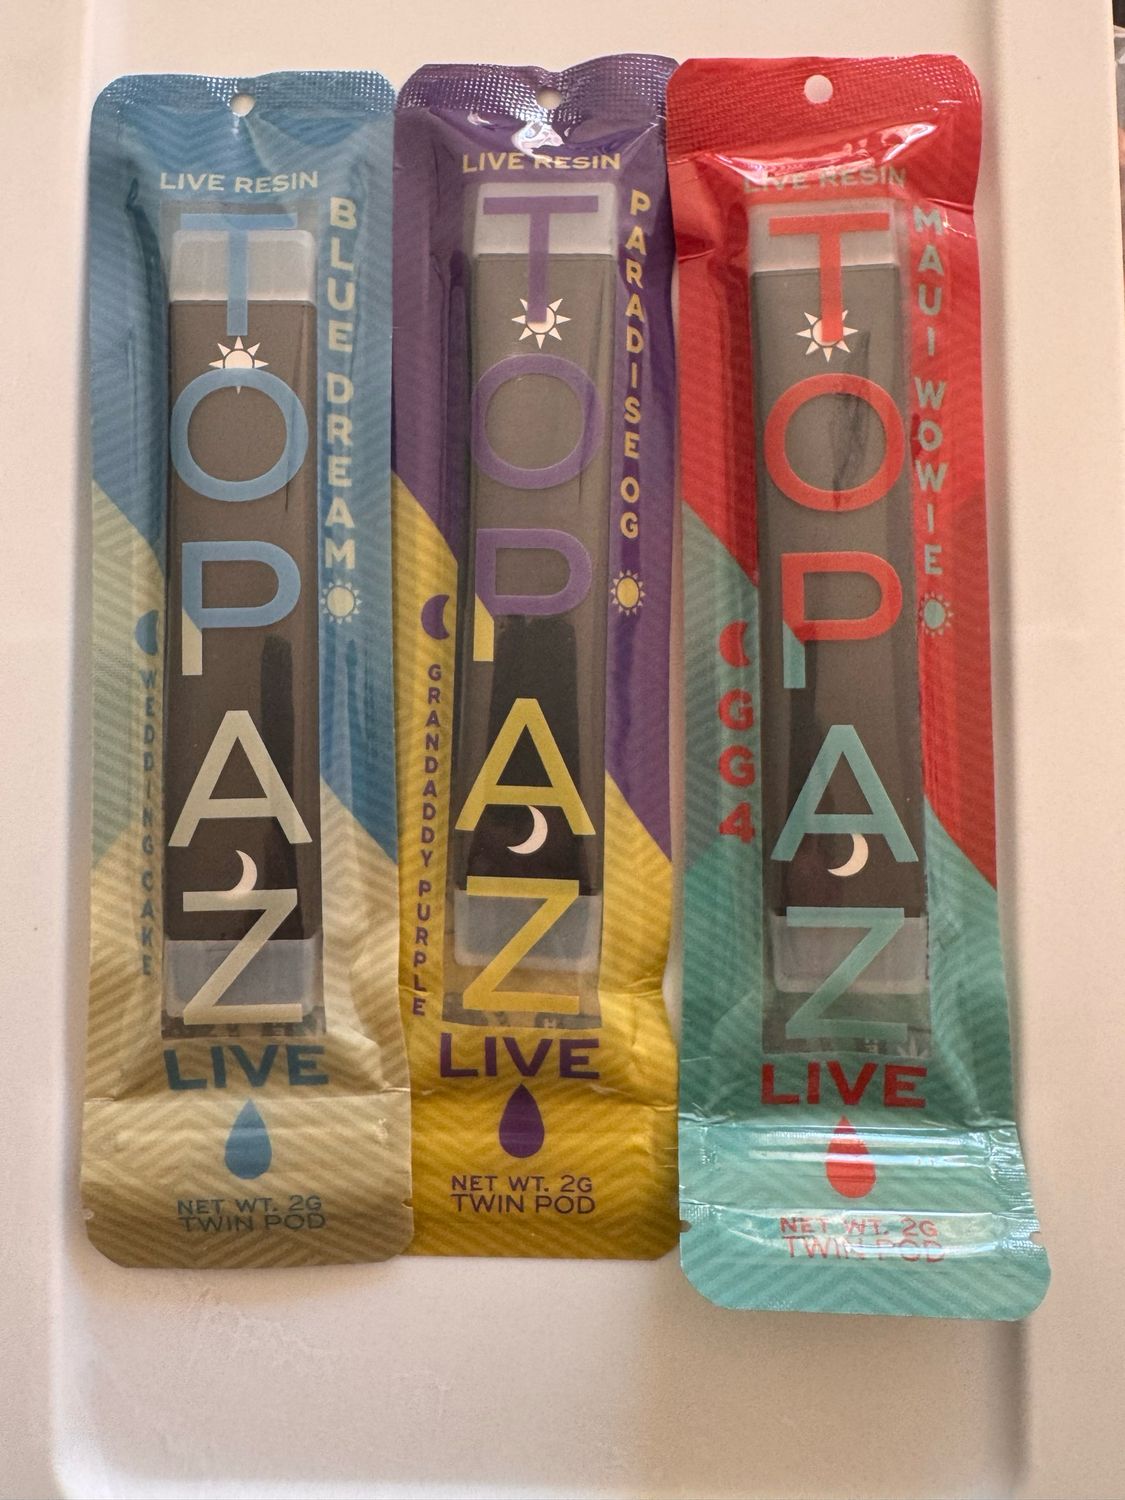 LIVE RESIN
TOPAZ
BLUE DREAM
WEDDING CAKE
LIVE
NET WT. 2G
TWIN POD
LIVE RESIN
TOPAZ
PARADISE OG
GRANDADDY PURPLE
LIVE
NET WT. 2G
TWIN POD
LIVE RESIN
TOPAZ
MAUI WOWIE
GG4
LIVE
NET WT. 2G
TWIN POD